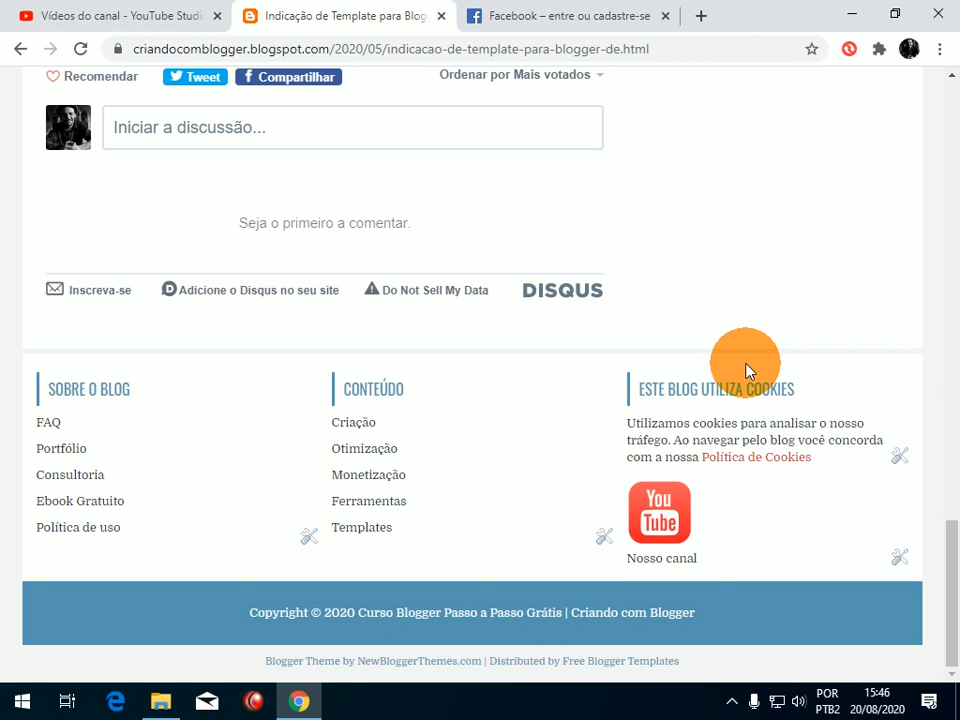 Vídeos do canal - YouTube Studi
Indicação de Template para Blog
Facebook – entre ou cadastre-se
criandocomblogger.blogspot.com/2020/05/indicacao-de-template-para-blogger-de.html
Recomendar
Tweet
Compartilhar
Ordenar por Mais votados
Iniciar a discussão...
Seja o primeiro a comentar.
Inscreva-se
Adicione o Disqus no seu site
Do Not Sell My Data
DISQUS
SOBRE O BLOG
FAQ
Portfólio
Consultoria
Ebook Gratuito
Política de uso
CONTEÚDO
Criação
Otimização
Monetização
Ferramentas
Templates
ESTE BLOG UTILIZA COOKIES
Utilizamos cookies para analisar o nosso
tráfego. Ao navegar pelo blog você concorda
com a nossa Política de Cookies
You
Tube
Nosso canal
Copyright © 2020 Curso Blogger Passo a Passo Grátis | Criando com Blogger
Blogger Theme by NewBloggerThemes.com | Distributed by Free Blogger Templates
POR
PTB2
15:46
20/08/2020